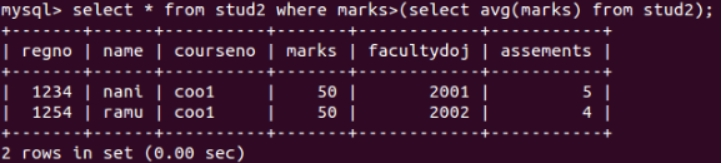 mysql> select * from stud2 where marks>(select avg(marks) from stud2);
+-------+------+----------+-------+------------+-----------+
| regno | name | courseno | marks | facultydoj | assements |
+-------+------+----------+-------+------------+-----------+
|  1234 | nani | coo1     |    50 |       2001 |         5 |
|  1254 | ramu | coo1     |    50 |       2002 |         4 |
+-------+------+----------+-------+------------+-----------+
2 rows in set (0.00 sec)